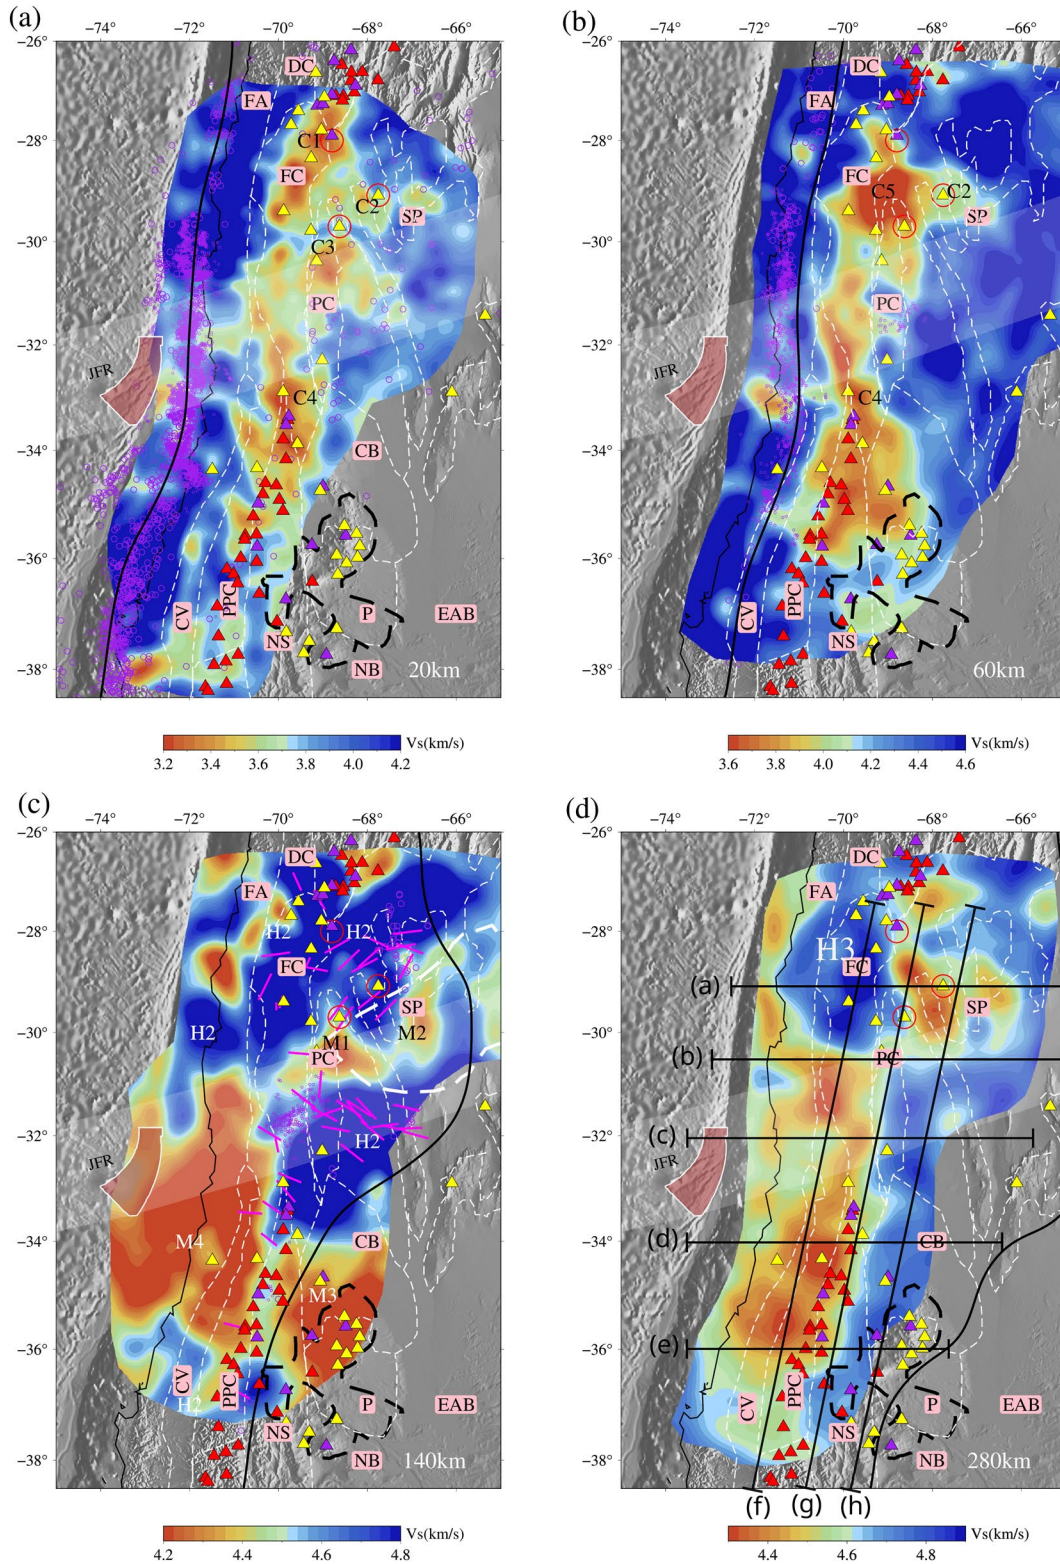 (a)
−74° −72° −70° −68° −66°
−26°
−28°
−30°
−32°
−34°
−36°
−38°
DC
FA
C1
FC
C2
SP
C3
PC
JFR
C4
CB
CV
PPC
P
EAB
NS
NB
20km
Vs(km/s)
3.2 3.4 3.6 3.8 4.0 4.2
(b)
−74° −72° −70° −68° −66°
−26°
−28°
−30°
−32°
−34°
−36°
−38°
DC
FA
FC
C5
C2
SP
PC
JFR
C4
CV
PPC
P
EAB
NS
NB
60km
Vs(km/s)
3.6 3.8 4.0 4.2 4.4 4.6
(c)
−74° −72° −70° −68° −66°
−26°
−28°
−30°
−32°
−34°
−36°
−38°
DC
FA
H2
H2
FC
SP
H2
M1
M2
PC
H2
JFR
M4
CB
M3
CV
PPC
H2
P
EAB
NS
NB
140km
Vs(km/s)
4.2 4.4 4.6 4.8
(d)
−74° −72° −70° −68° −66°
−26°
−28°
−30°
−32°
−34°
−36°
−38°
DC
FA
H3
FC
(a)
SP
(b)
PC
(c)
JFR
(d)
CB
(e)
CV
PPC
P
EAB
NS
NB
280km
(f) (g) (h)
Vs(km/s)
4.4 4.6 4.8